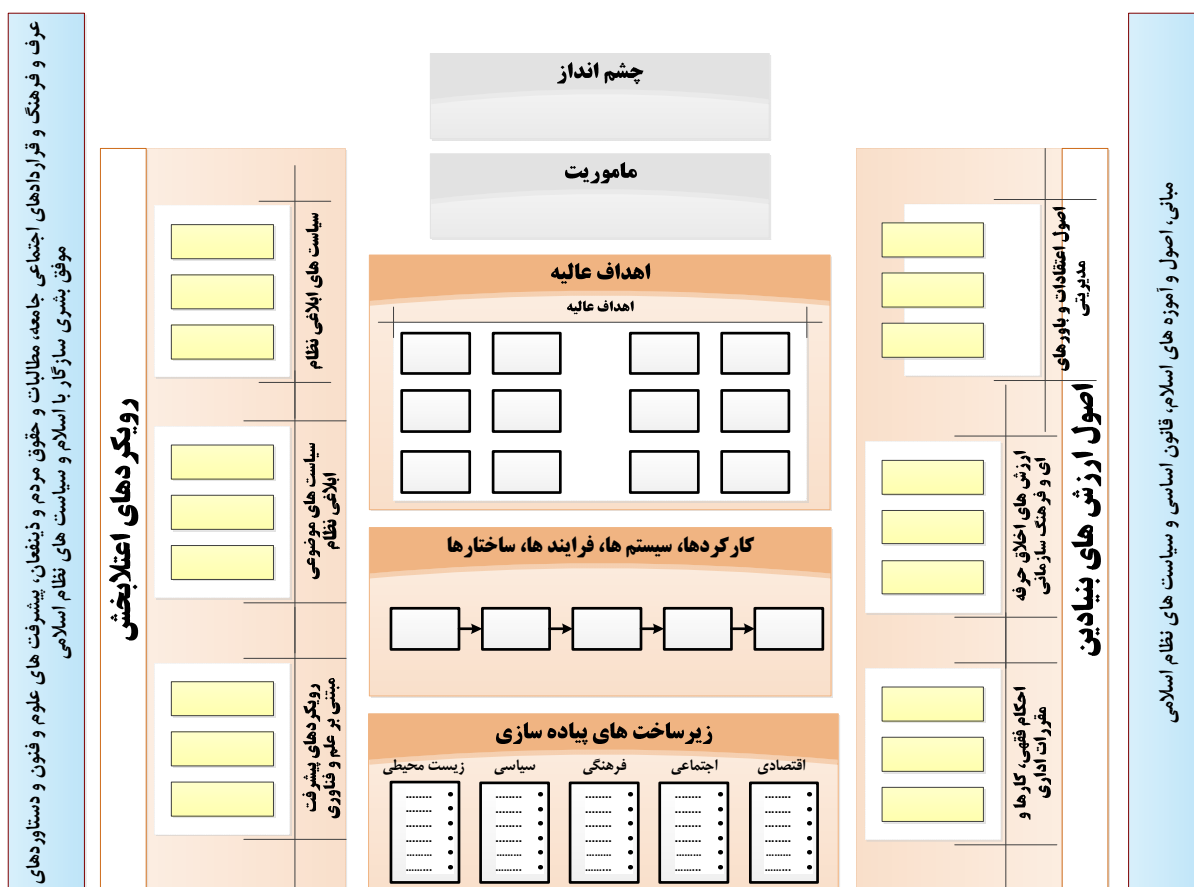 چشم انداز
ماموریت
اهداف عالیه
اهداف عالیه
کارکردها، سیستم ها، فرایند ها، ساختارها
زیرساخت های پیاده سازی
اقتصادی
اجتماعی
فرهنگی
سیاسی
زیست محیطی
مبانی، اصول و آموزه های اسلام، قانون اساسی و سیاست های نظام اسلامی
اصول ارزش های بنیادین
اصول اعتقادات و باورهای
مدیریتی
ارزش های اخلاق حرفه
ای و فرهنگ سازمانی
احکام فقهی، کارها و
مقررات اداری
سیاست های ابلاغی نظام
سیاست های موضوعی
ابلاغی نظام
رویکردهای پیشرفت
مبتنی بر علم و فناوری
رویکردهای اعتلابخش
عرف و فرهنگ و قراردادهای اجتماعی جامعه، مطالبات و حقوق مردم و ذینفعان، پیشرفت های علوم و فنون و دستاوردهای
موفق بشری سازگار با اسلام و سیاست های نظام اسلامی